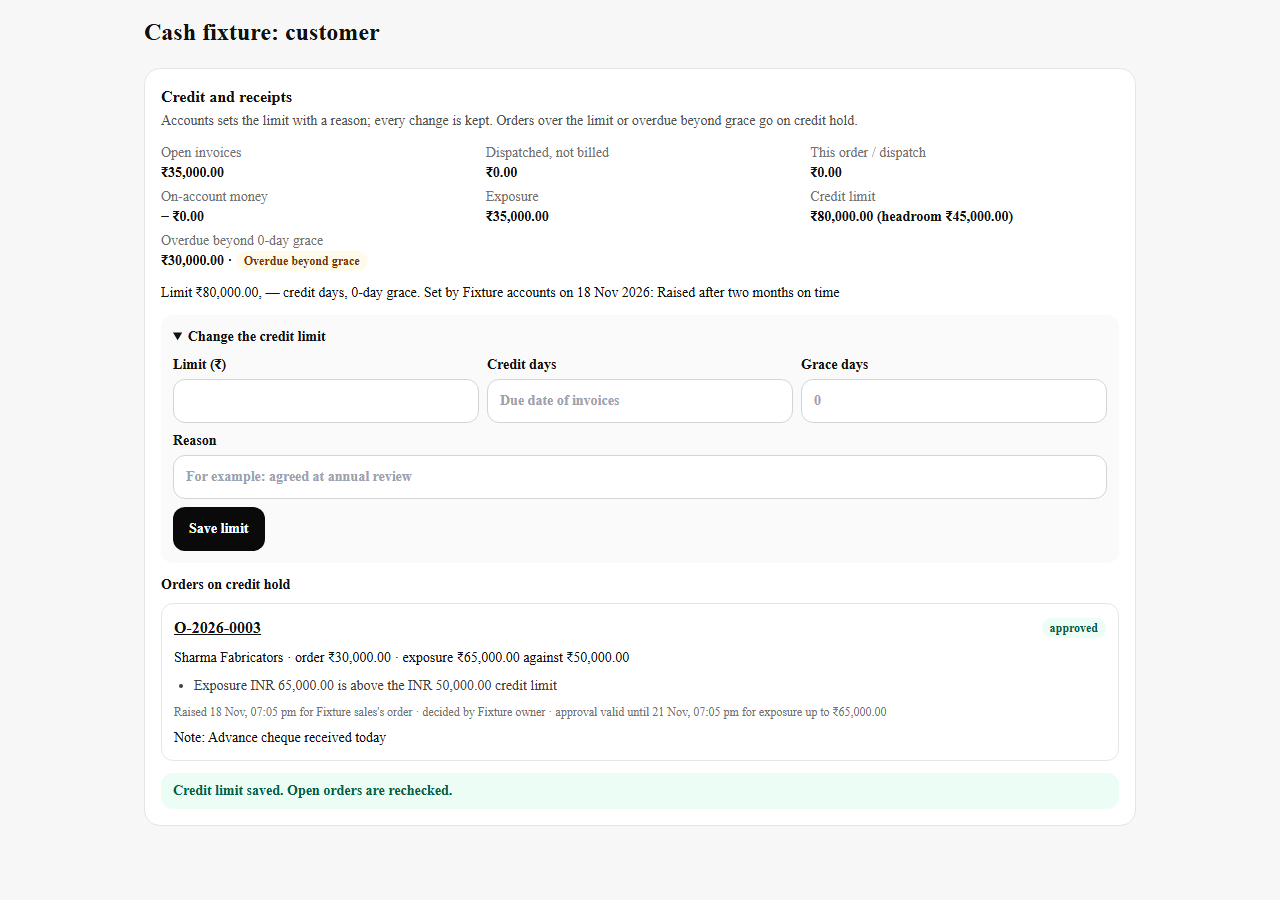 Cash fixture: customer
Credit and receipts
Accounts sets the limit with a reason; every change is kept. Orders over the limit or overdue beyond grace go on credit hold.
Open invoices
₹35,000.00
Dispatched, not billed
₹0.00
This order / dispatch
₹0.00
On-account money
– ₹0.00
Exposure
₹35,000.00
Credit limit
₹80,000.00 (headroom ₹45,000.00)
Overdue beyond 0-day grace
₹30,000.00 · Overdue beyond grace
Limit ₹80,000.00, — credit days, 0-day grace. Set by Fixture accounts on 18 Nov 2026: Raised after two months on time
▼ Change the credit limit
Limit (₹)
Credit days
Due date of invoices
Grace days
0
Reason
For example: agreed at annual review
Save limit
Orders on credit hold
O-2026-0003
approved
Sharma Fabricators · order ₹30,000.00 · exposure ₹65,000.00 against ₹50,000.00
• Exposure INR 65,000.00 is above the INR 50,000.00 credit limit
Raised 18 Nov, 07:05 pm for Fixture sales's order · decided by Fixture owner · approval valid until 21 Nov, 07:05 pm for exposure up to ₹65,000.00
Note: Advance cheque received today
Credit limit saved. Open orders are rechecked.